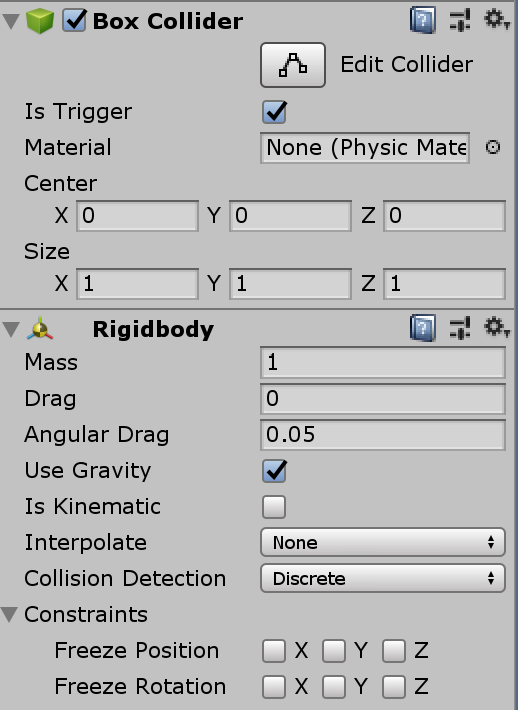 Box Collider
Edit Collider
Is Trigger
Material None (Physic Mate
Center
X 0 Y 0 Z 0
Size
X 1 Y 1 Z 1
Rigidbody
Mass 1
Drag 0
Angular Drag 0.05
Use Gravity
Is Kinematic
Interpolate None
Collision Detection Discrete
Constraints
Freeze Position X Y Z
Freeze Rotation X Y Z